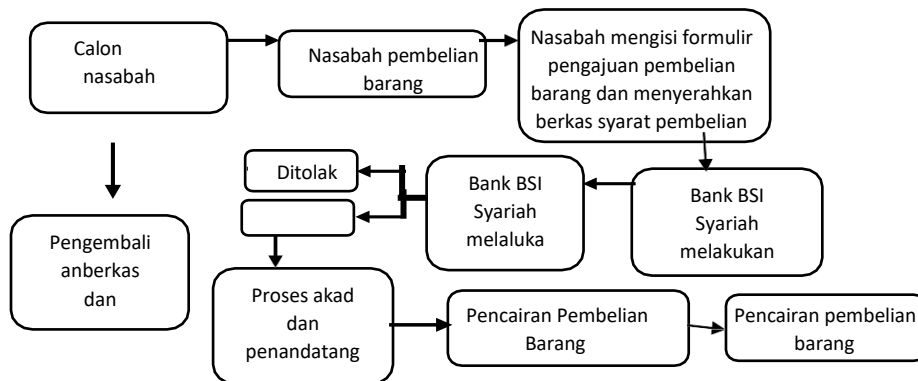 Calon
nasabah
Nasabah pembelian
barang
Nasabah mengisi formulir
pengajuan pembelian
barang dan menyerahkan
berkas syarat pembelian
Ditolak
Bank BSI
Syariah
melaluka
Bank BSI
Syariah
melakukan
Pengembali
anberkas
dan
Proses akad
dan
penandatang
Pencairan Pembelian
Barang
Pencairan pembelian
barang